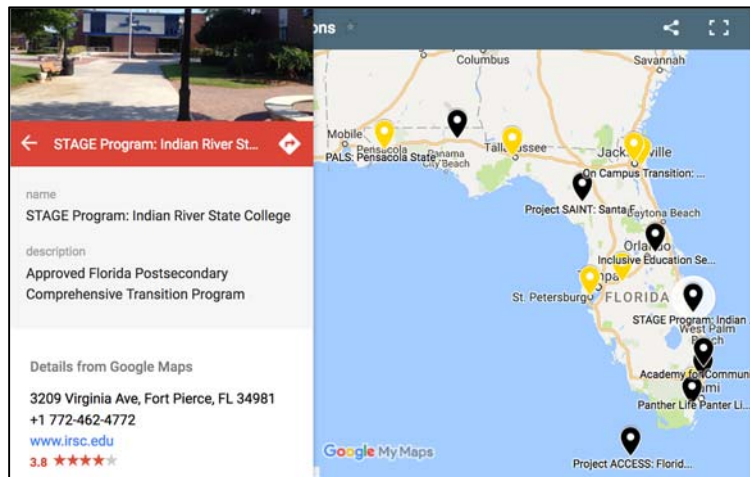 STAGE Program: Indian River St...
name
STAGE Program: Indian River State College
description
Approved Florida Postsecondary
Comprehensive Transition Program
Details from Google Maps
3209 Virginia Ave, Fort Pierce, FL 34981
+1 772-462-4772
www.irsc.edu
3.8
ons
Columbus
Savannah
Mobile
Pensacola
PALS: Pensacola State
Panama
City Beach
Jacksonville
On Campus Transition: ...
Project SAINT: Santa F
Daytona Beach
Orlando
Inclusive Education Se...
Tampa
St. Petersburg
FLORIDA
STAGE Program: Indian
West Palm
Beach
Academy for Communi
Panther Life Panter Li...
Google My Maps
Project ACCESS: Florid...